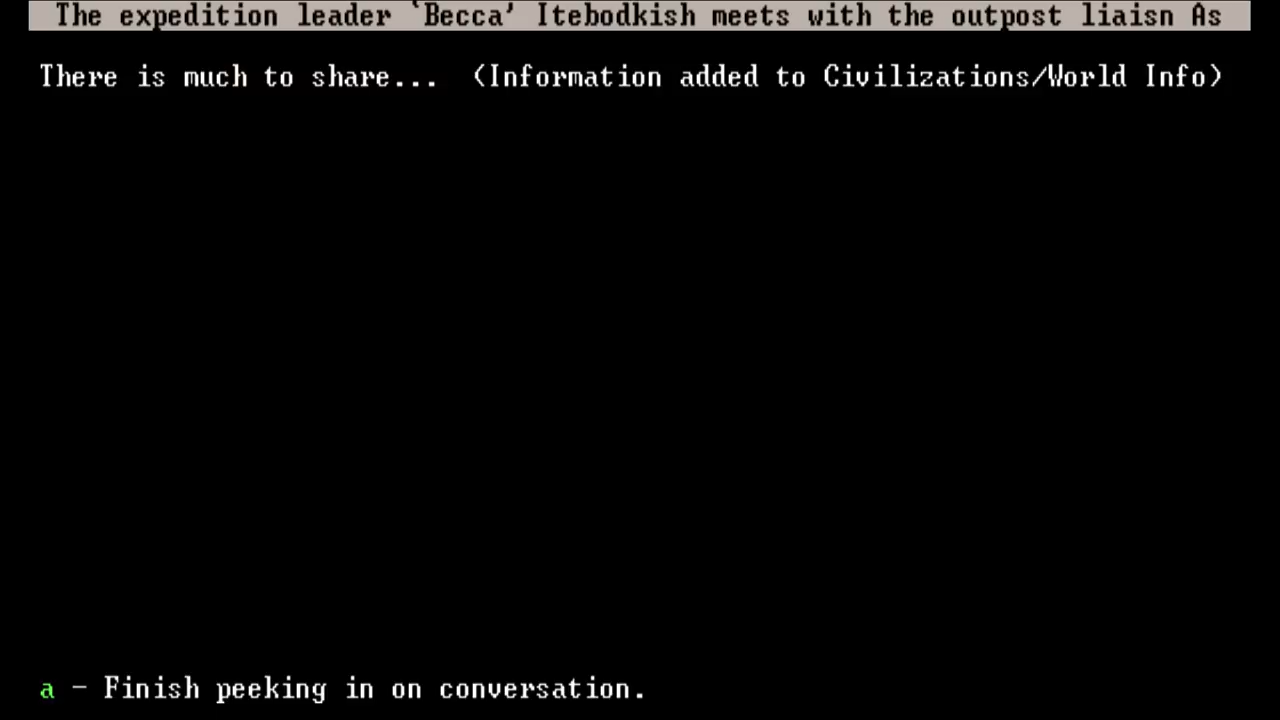 The expedition leader `Becca' Itebodkish meets with the outpost liaisn As
There is much to share... (Information added to Civilizations/World Info)
a - Finish peeking in on conversation.